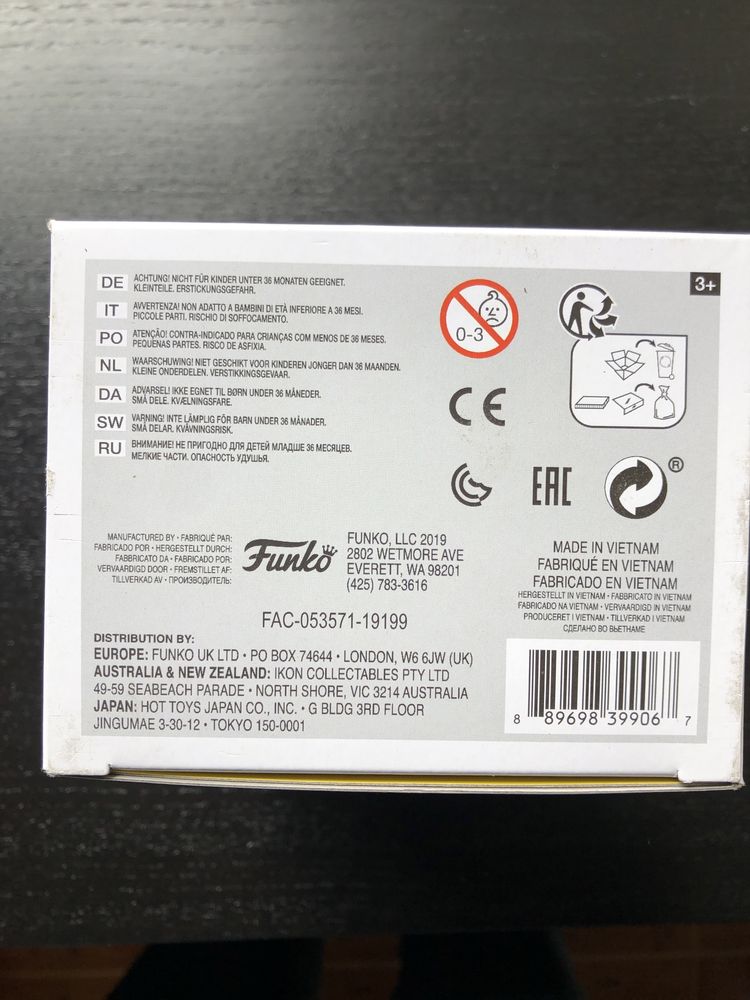 DE ACHTUNG! NICHT FÜR KINDER UNTER 36 MONATEN GEEIGNET.
KLEINTEILE. ERSTICKUNGSGEFAHR.
IT AVVERTENZA! NON ADATTO A BAMBINI DI ETÀ INFERIORE A 36 MESI.
PICCOLE PARTI. RISCHIO DI SOFFOCAMENTO.
PO ATENÇÃO! CONTRA-INDICADO PARA CRIANÇAS COM MENOS DE 36 MESES.
PEQUENAS PARTES. RISCO DE ASFIXIA.
NL WAARSCHUWING! NIET GESCHIKT VOOR KINDEREN JONGER DAN 36 MAANDEN.
KLEINE ONDERDELEN. VERSTIKKINGSGEVAAR.
DA ADVARSEL! IKKE EGNET TIL BØRN UNDER 36 MÅNEDER.
SMÅ DELE. KVÆLNINGSFARE.
SW VARNING! INTE LÄMPLIG FÖR BARN UNDER 36 MÅNADER.
SMÅ DELAR. KVÄVNINGSRISK.
RU ВНИМАНИЕ! НЕ ПРИГОДНО ДЛЯ ДЕТЕЙ МЛАДШЕ 36 МЕСЯЦЕВ.
МЕЛКИЕ ЧАСТИ. ОПАСНОСТЬ УДУШЬЯ.
0-3
3+
CE
EAC
®
MANUFACTURED BY • FABRIQUÉ PAR:
FABRICADO POR • HERGESTELLT DURCH:
FABBRICATO DA • FABRICADO POR:
VERVAARDIGD DOOR • FREMSTILLET AF:
TILLVERKAD AV • ПРОИЗВОДИТЕЛЬ:
Funko
FUNKO, LLC 2019
2802 WETMORE AVE
EVERETT, WA 98201
(425) 783-3616
FAC-053571-19199
MADE IN VIETNAM
FABRIQUÉ EN VIETNAM
FABRICADO EN VIETNAM
HERGESTELLT IN VIETNAM • FABBRICATO IN VIETNAM
FABRICADO NA VIETNAM • VERVAARDIGD IN VIETNAM
PRODUCERET I VIETNAM • TILLVERKAD I VIETNAM
СДЕЛАНО ВО ВЬЕТНАМЕ
DISTRIBUTION BY:
EUROPE: FUNKO UK LTD • PO BOX 74644 • LONDON, W6 6JW (UK)
AUSTRALIA & NEW ZEALAND: IKON COLLECTABLES PTY LTD
49-59 SEABEACH PARADE • NORTH SHORE, VIC 3214 AUSTRALIA
JAPAN: HOT TOYS JAPAN CO., INC. • G BLDG 3RD FLOOR
JINGUMAE 3-30-12 • TOKYO 150-0001
8 89698 39906 7